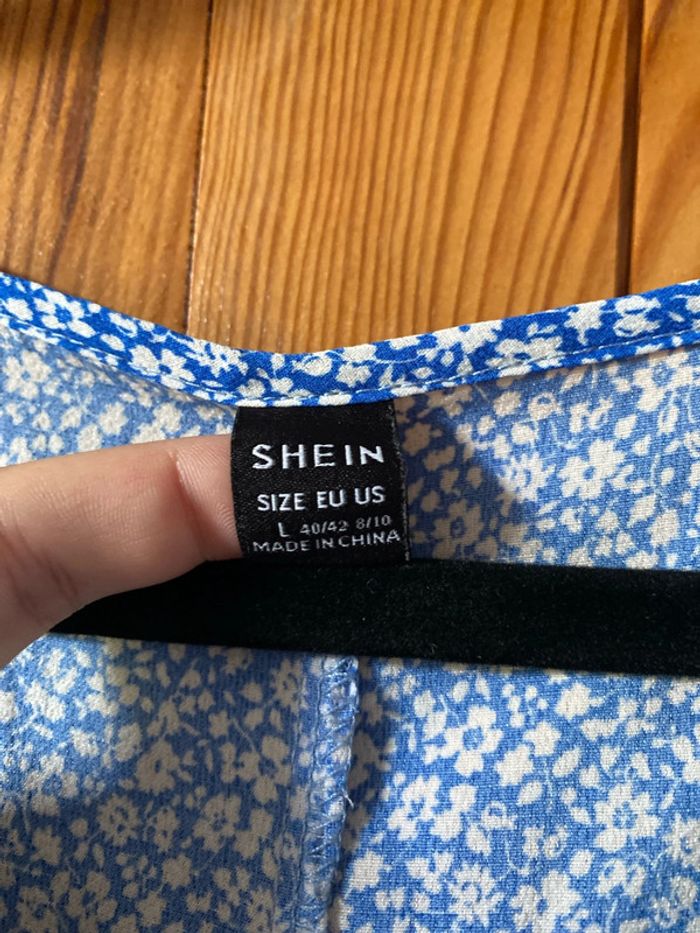 SHEIN
SIZE EU US
L 40/42 8/10
MADE IN CHINA